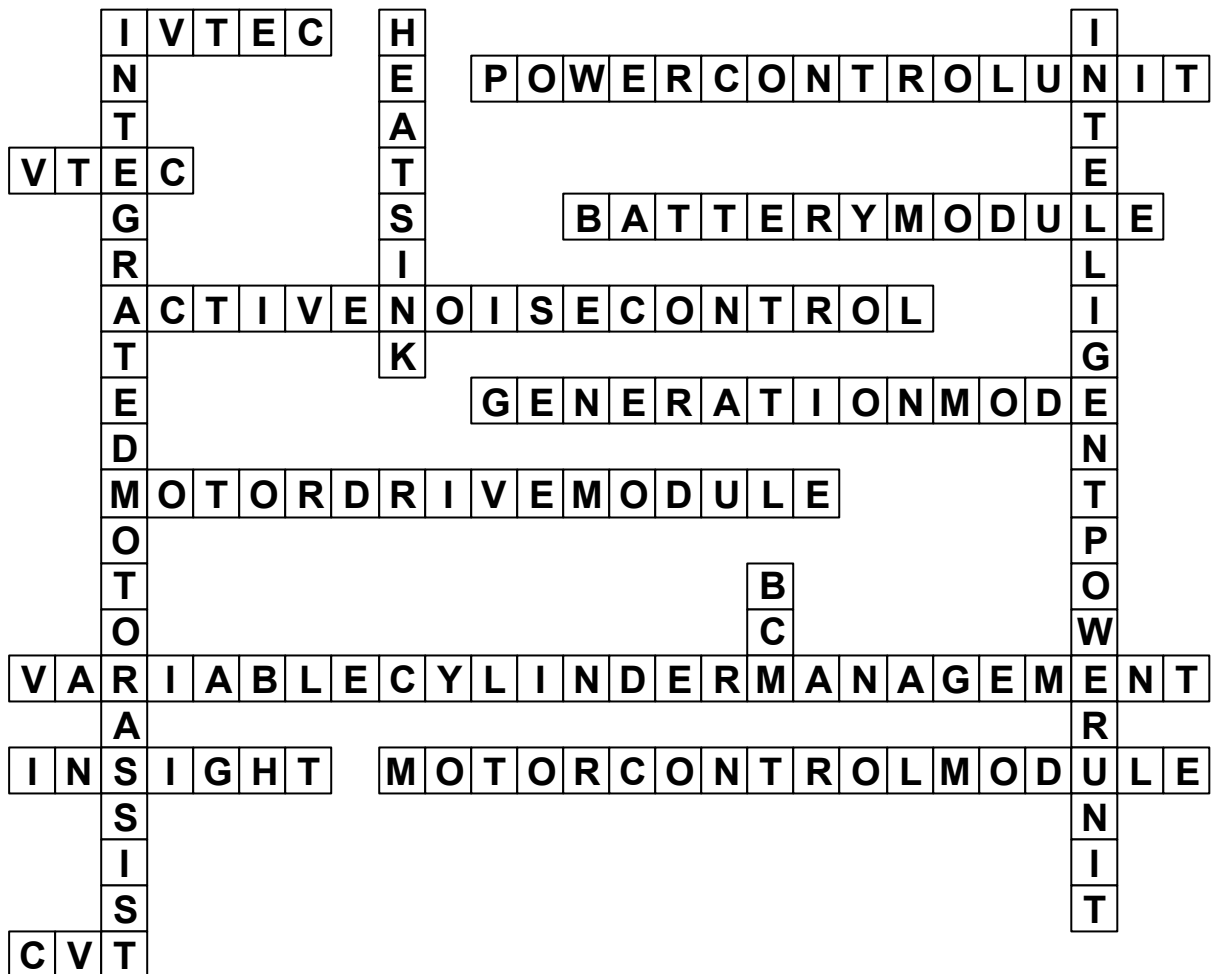 IVTEC
INTEGRATEDMOTORASSIST
HEATSINK
INTELLIGENTPOWERUNIT
POWERCONTROLUNIT
VTEC
BATTERYMODULE
ACTIVENOISECONTROL
GENERATIONMODE
MOTORDRIVEMODULE
BCM
VARIABLECYLINDERMANAGEMENT
INSIGHT
MOTORCONTROLMODULE
CVT